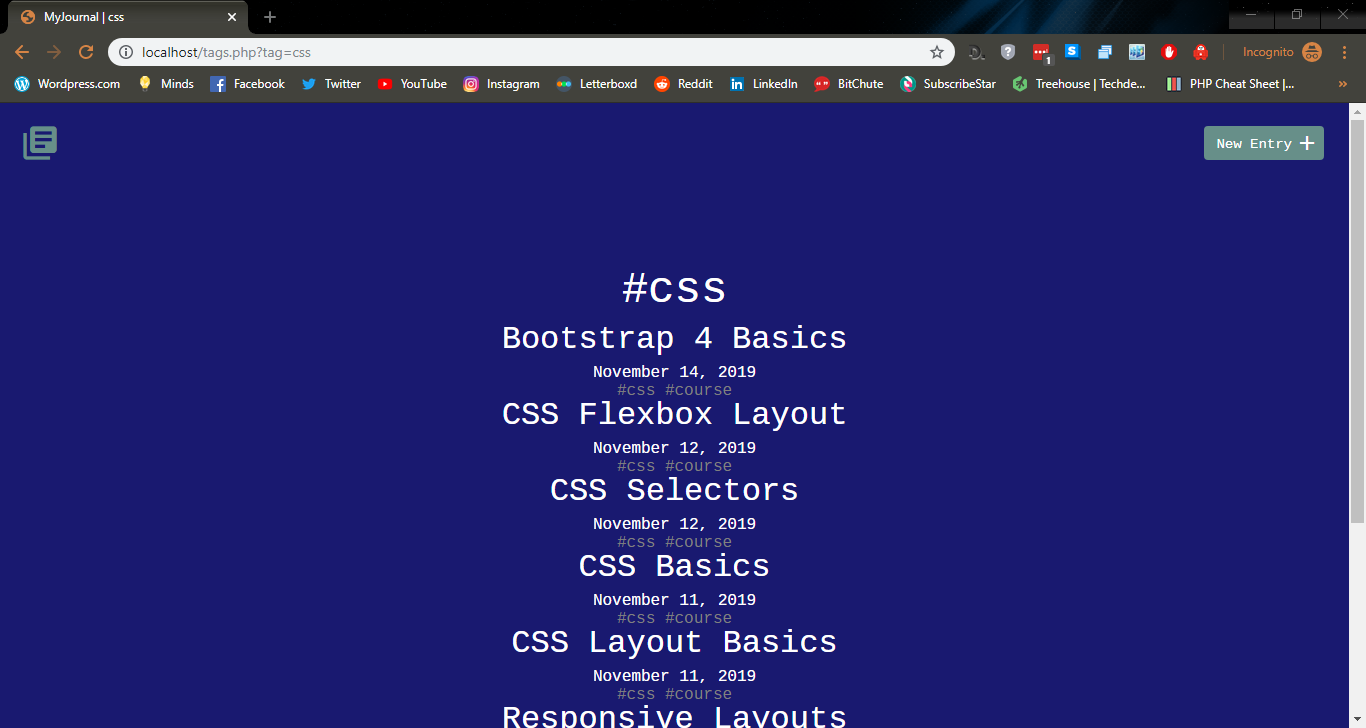 MyJournal | css
localhost/tags.php?tag=css
1
Incognito
Wordpress.com Minds Facebook Twitter YouTube Instagram Letterboxd Reddit LinkedIn BitChute SubscribeStar Treehouse | Techde... PHP Cheat Sheet |... »
New Entry +
#css
Bootstrap 4 Basics
November 14, 2019
#css #course
CSS Flexbox Layout
November 12, 2019
#css #course
CSS Selectors
November 12, 2019
#css #course
CSS Basics
November 11, 2019
#css #course
CSS Layout Basics
November 11, 2019
#css #course
Responsive Layouts